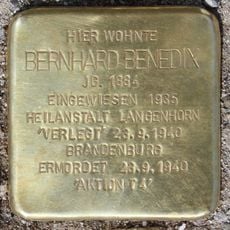 HIER WOHNTE
BERNHARD BENEDIX
JG. 1884
EINGEWIESEN 1935
HEILANSTALT LANGENHORN
"VERLEGT" 23.9.1940
BRANDENBURG
ERMORDET 23.9.1940
"AKTION T4"